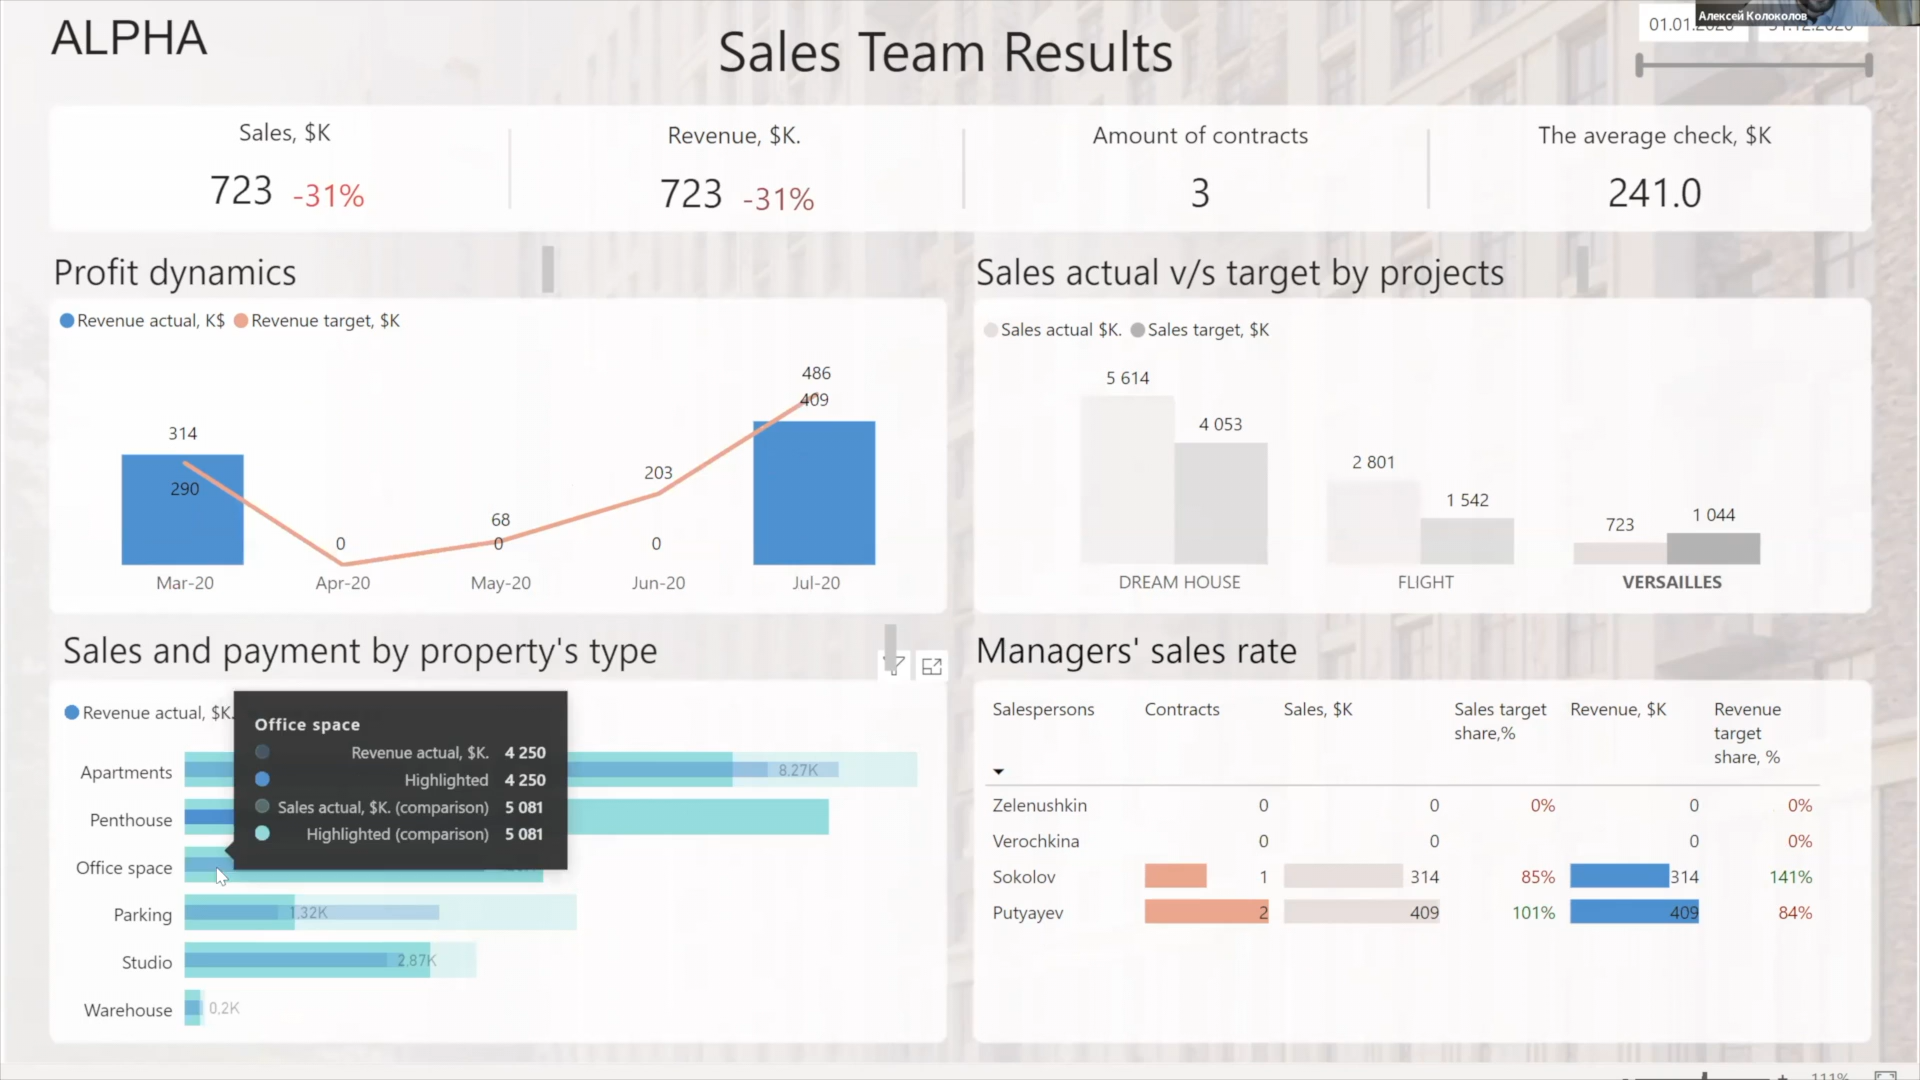 ALPHA
Sales Team Results
Алексей Колоколов
Sales, $K
723 -31%
Revenue, $K.
723 -31%
Amount of contracts
3
The average check, $K
241.0
Profit dynamics
Revenue actual, K$ Revenue target, $K
314
290
0
68
0
203
0
486
409
Mar-20 Apr-20 May-20 Jun-20 Jul-20
Sales actual v/s target by projects
Sales actual $K. Sales target, $K
5 614
4 053
2 801
1 542
723
1 044
DREAM HOUSE FLIGHT VERSAILLES
Sales and payment by property's type
Revenue actual, $K.
Office space
Revenue actual, $K. 4 250
Highlighted 4 250
Sales actual, $K. (comparison) 5 081
Highlighted (comparison) 5 081
Apartments 8.27K
Penthouse
Office space
Parking 1.32K
Studio 2.87K
Warehouse 0.2K
Managers' sales rate
Salespersons Contracts Sales, $K Sales target share,% Revenue, $K Revenue target share, %
Zelenushkin 0 0 0% 0 0%
Verochkina 0 0 0 0%
Sokolov 1 314 85% 314 141%
Putyayev 2 409 101% 409 84%